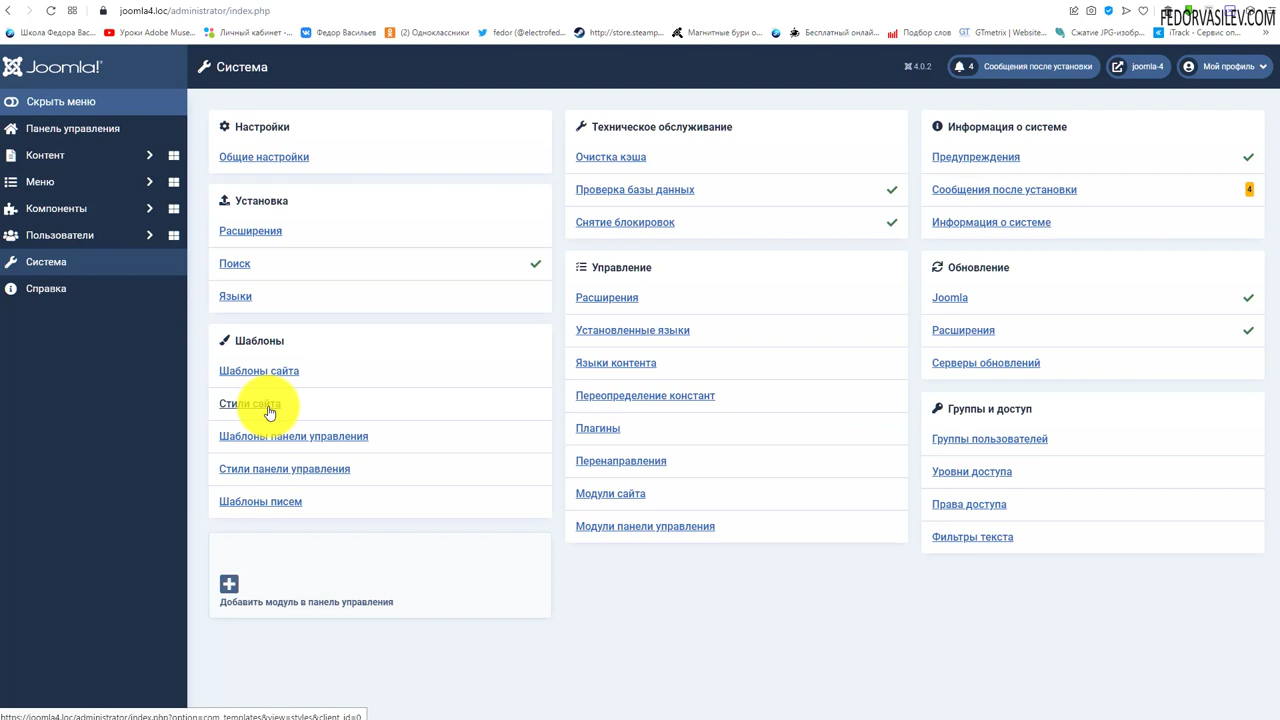 joomla4.loc/administrator/index.php
FEDORVASILEV.COM
Школа Федора Вас...
Уроки Adobe Muse...
Личный кабинет -...
Федор Васильев
(2) Одноклассники
fedor (@electrofed...
http://store.steamp...
Магнитные бури о...
Бесплатный онлай...
Подбор слов
GTmetrix | Website...
Сжатие JPG-изобр...
iTrack - Сервис оп...
Joomla!
Система
4.0.2
4 Сообщения после установки
joomla-4
Мой профиль
Скрыть меню
Панель управления
Контент
Меню
Компоненты
Пользователи
Система
Справка
Настройки
Общие настройки
Установка
Расширения
Поиск
Языки
Шаблоны
Шаблоны сайта
Стили сайта
Шаблоны панели управления
Стили панели управления
Шаблоны писем
Добавить модуль в панель управления
Техническое обслуживание
Очистка кэша
Проверка базы данных
Снятие блокировок
Управление
Расширения
Установленные языки
Языки контента
Переопределение констант
Плагины
Перенаправления
Модули сайта
Модули панели управления
Информация о системе
Предупреждения
Сообщения после установки 4
Информация о системе
Обновление
Joomla
Расширения
Серверы обновлений
Группы и доступ
Группы пользователей
Уровни доступа
Права доступа
Фильтры текста
https://joomla4.loc/administrator/index.php?option=com_templates&view=styles&client_id=0